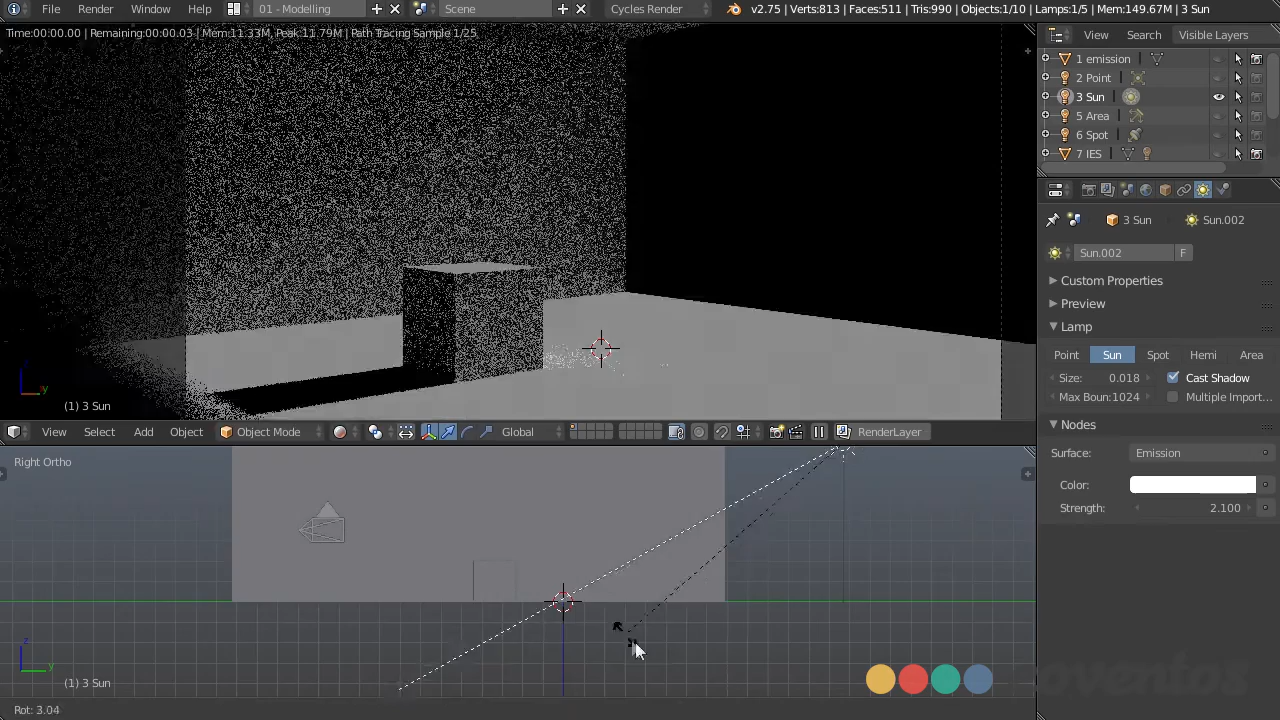 File Render Window Help 01 - Modelling Scene Cycles Render v2.75 | Verts:813 | Faces:511 | Tris:990 | Objects:1/10 | Lamps:1/5 | Mem:149.67M | 3 Sun
Time:00:00.00 | Remaining:00:00.03 | Mem:11.33M, Peak:11.79M | Path Tracing Sample 1/25
View Search Visible Layers
1 emission
2 Point
3 Sun
5 Area
6 Spot
7 IES
3 Sun Sun.002
Sun.002 F
Custom Properties
Preview
Lamp
Point Sun Spot Hemi Area
Size: 0.018 Cast Shadow
Max Boun:1024 Multiple Import...
Nodes
Surface: Emission
Color:
Strength: 2.100
z y
(1) 3 Sun
View Select Add Object Object Mode Global RenderLayer
Right Ortho
z y
(1) 3 Sun
oventos
Rot: 3.04